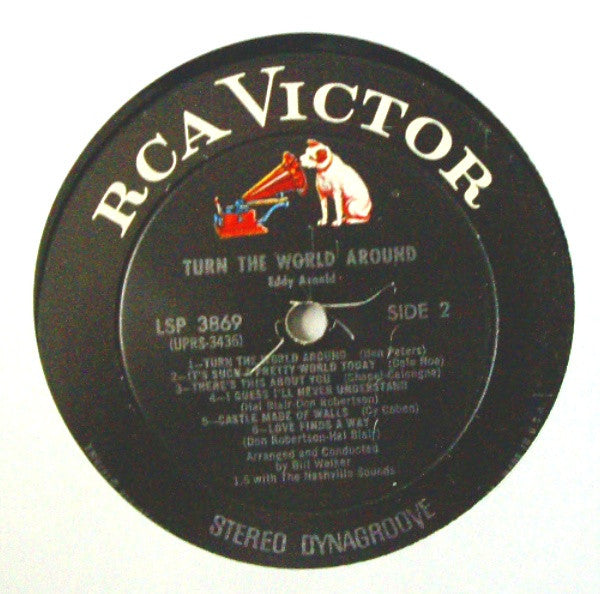 RCA VICTOR
TURN THE WORLD AROUND
Eddy Arnold
LSP 3869
SIDE 2
(UPRS-3436)
1-TURN THE WORLD AROUND (Ben Peters)
2-IT'S SUCH A PRETTY WORLD TODAY (Dale Noe)
3-THERE'S THIS ABOUT YOU
4-I GUESS I'LL NEVER UNDERSTAND
(Hal Blair-Don Robertson)
5-CASTLE MADE OF WALLS (Cy Coben)
6-LOVE FINDS A WAY
(Don Robertson-Hal Blair)
Arranged and Conducted
by Bill Walker
1,5 with The Nashville Sounds
STEREO DYNAGROOVE